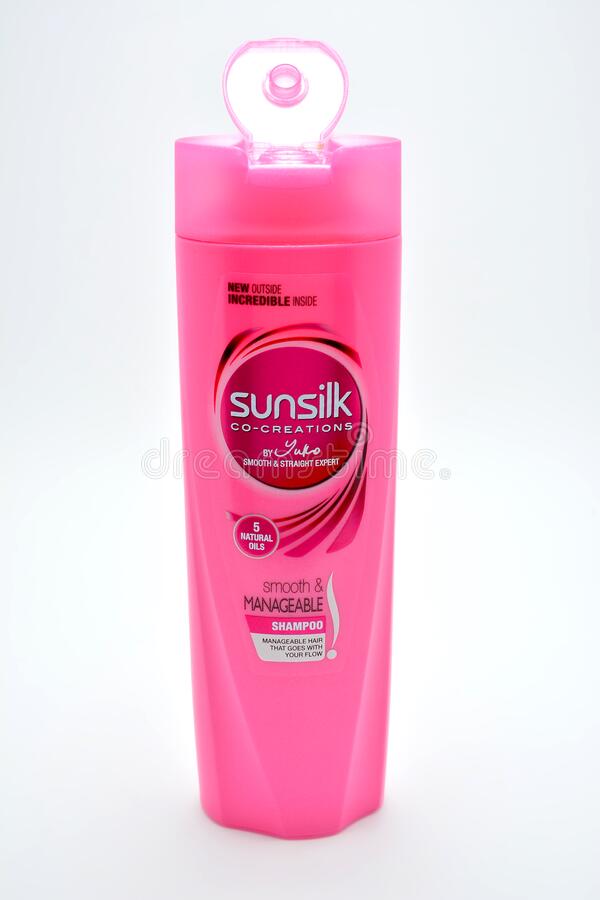 NEW OUTSIDE
INCREDIBLE INSIDE
sunsilk
CO-CREATIONS
BY Yuko
SMOOTH & STRAIGHT EXPERT
dreamstime
5
NATURAL
OILS
smooth &
MANAGEABLE
SHAMPOO
MANAGEABLE HAIR
THAT GOES WITH
YOUR FLOW